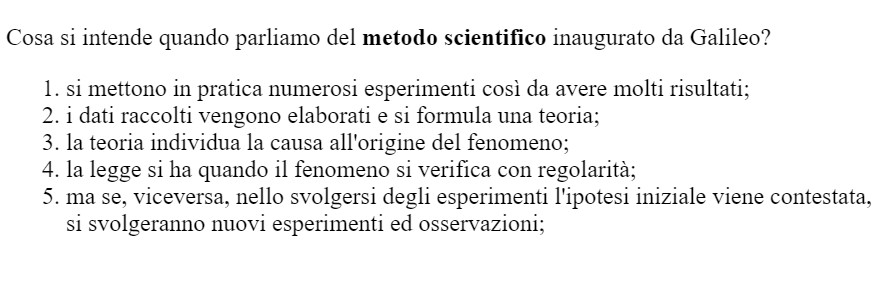 Cosa si intende quando parliamo del metodo scientifico inaugurato da Galileo?
1. si mettono in pratica numerosi esperimenti così da avere molti risultati;
2. i dati raccolti vengono elaborati e si formula una teoria;
3. la teoria individua la causa all'origine del fenomeno;
4. la legge si ha quando il fenomeno si verifica con regolarità;
5. ma se, viceversa, nello svolgersi degli esperimenti l'ipotesi iniziale viene contestata,
si svolgeranno nuovi esperimenti ed osservazioni;